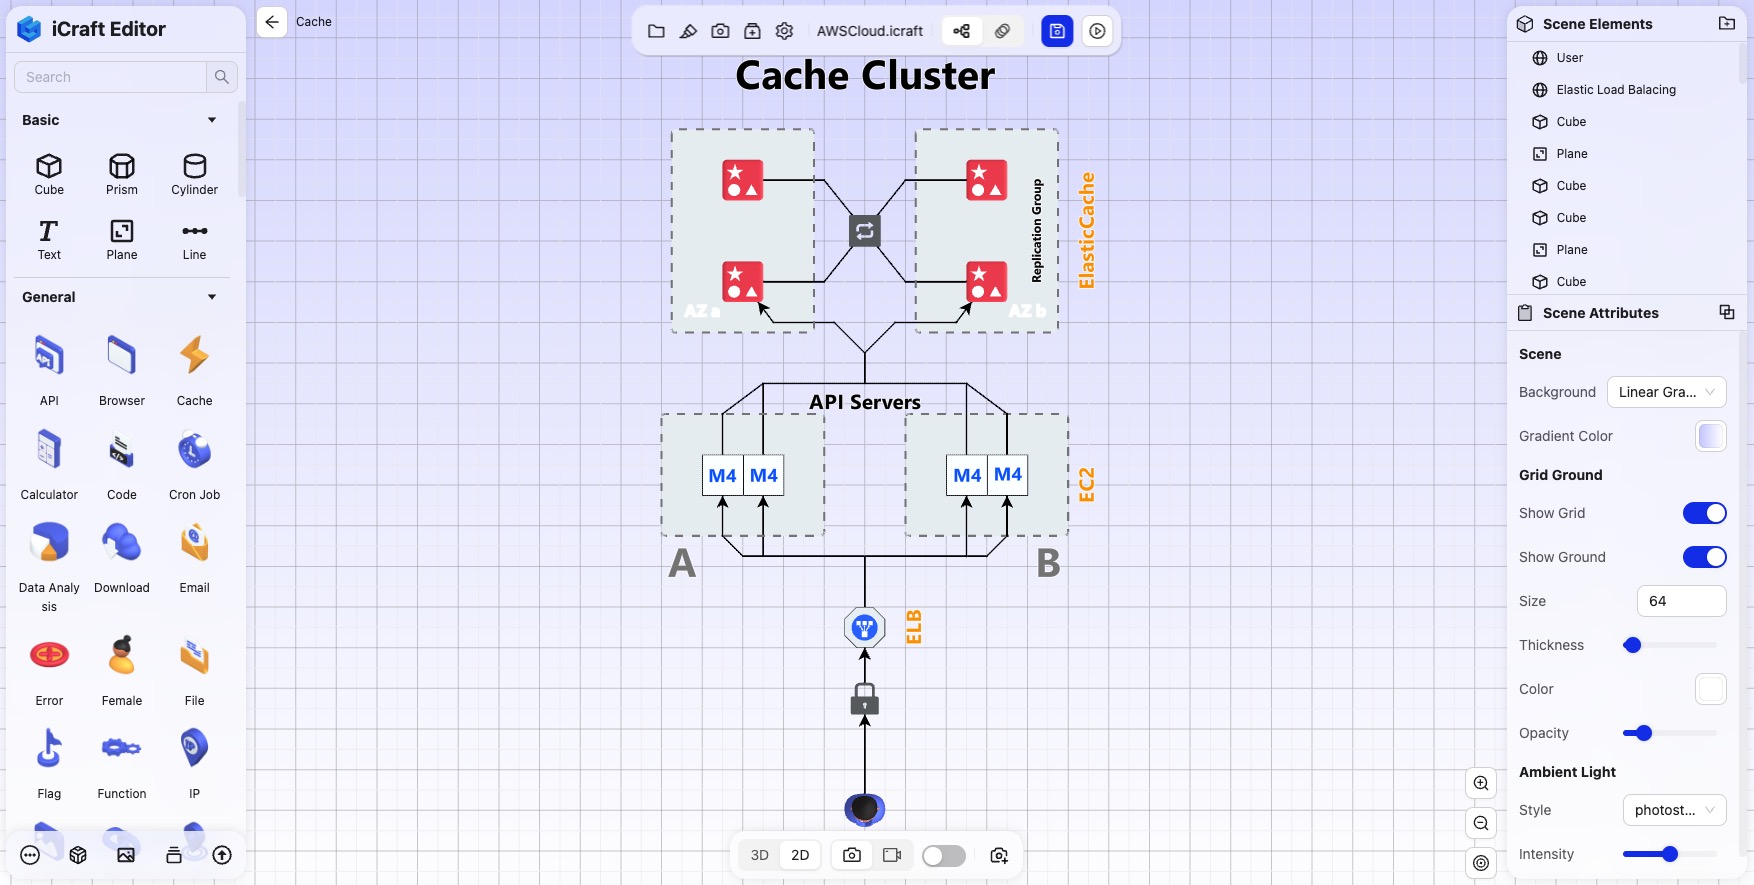 iCraft Editor
Search
Basic
Cube
Prism
Cylinder
Text
Plane
Line
General
API
Browser
Cache
Calculator
Code
Cron Job
Data Analy
sis
Download
Email
Error
Female
File
Flag
Function
IP
Cache
AWSCloud.icraft
Cache Cluster
AZ a
AZ b
Replication Group
ElasticCache
API Servers
M4
M4
M4
M4
EC2
A
B
ELB
3D
2D
Scene Elements
User
Elastic Load Balacing
Cube
Plane
Cube
Cube
Plane
Cube
Scene Attributes
Scene
Background
Linear Gra...
Gradient Color
Grid Ground
Show Grid
Show Ground
Size
64
Thickness
Color
Opacity
Ambient Light
Style
photost...
Intensity